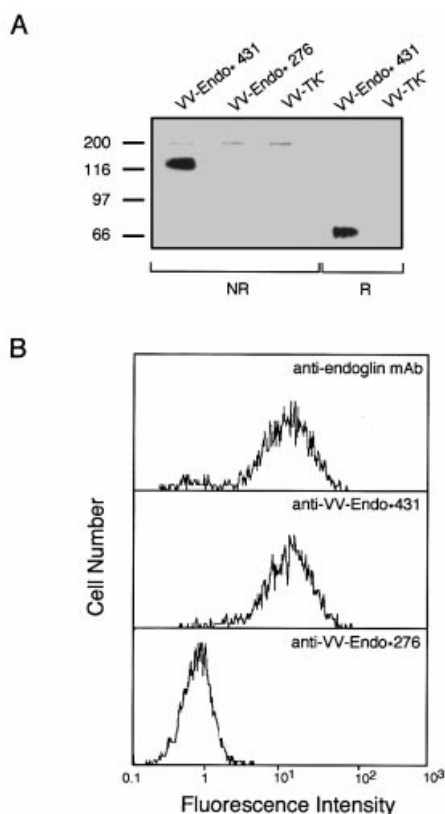 A
VV-Endo∗431
VV-Endo∗276
VV-TK⁻
VV-Endo∗431
VV-TK⁻
200
116
97
66
NR
R
B
anti-endoglin mAb
anti-VV-Endo∗431
anti-VV-Endo∗276
Cell Number
0.1 1 10¹ 10² 10³
Fluorescence Intensity